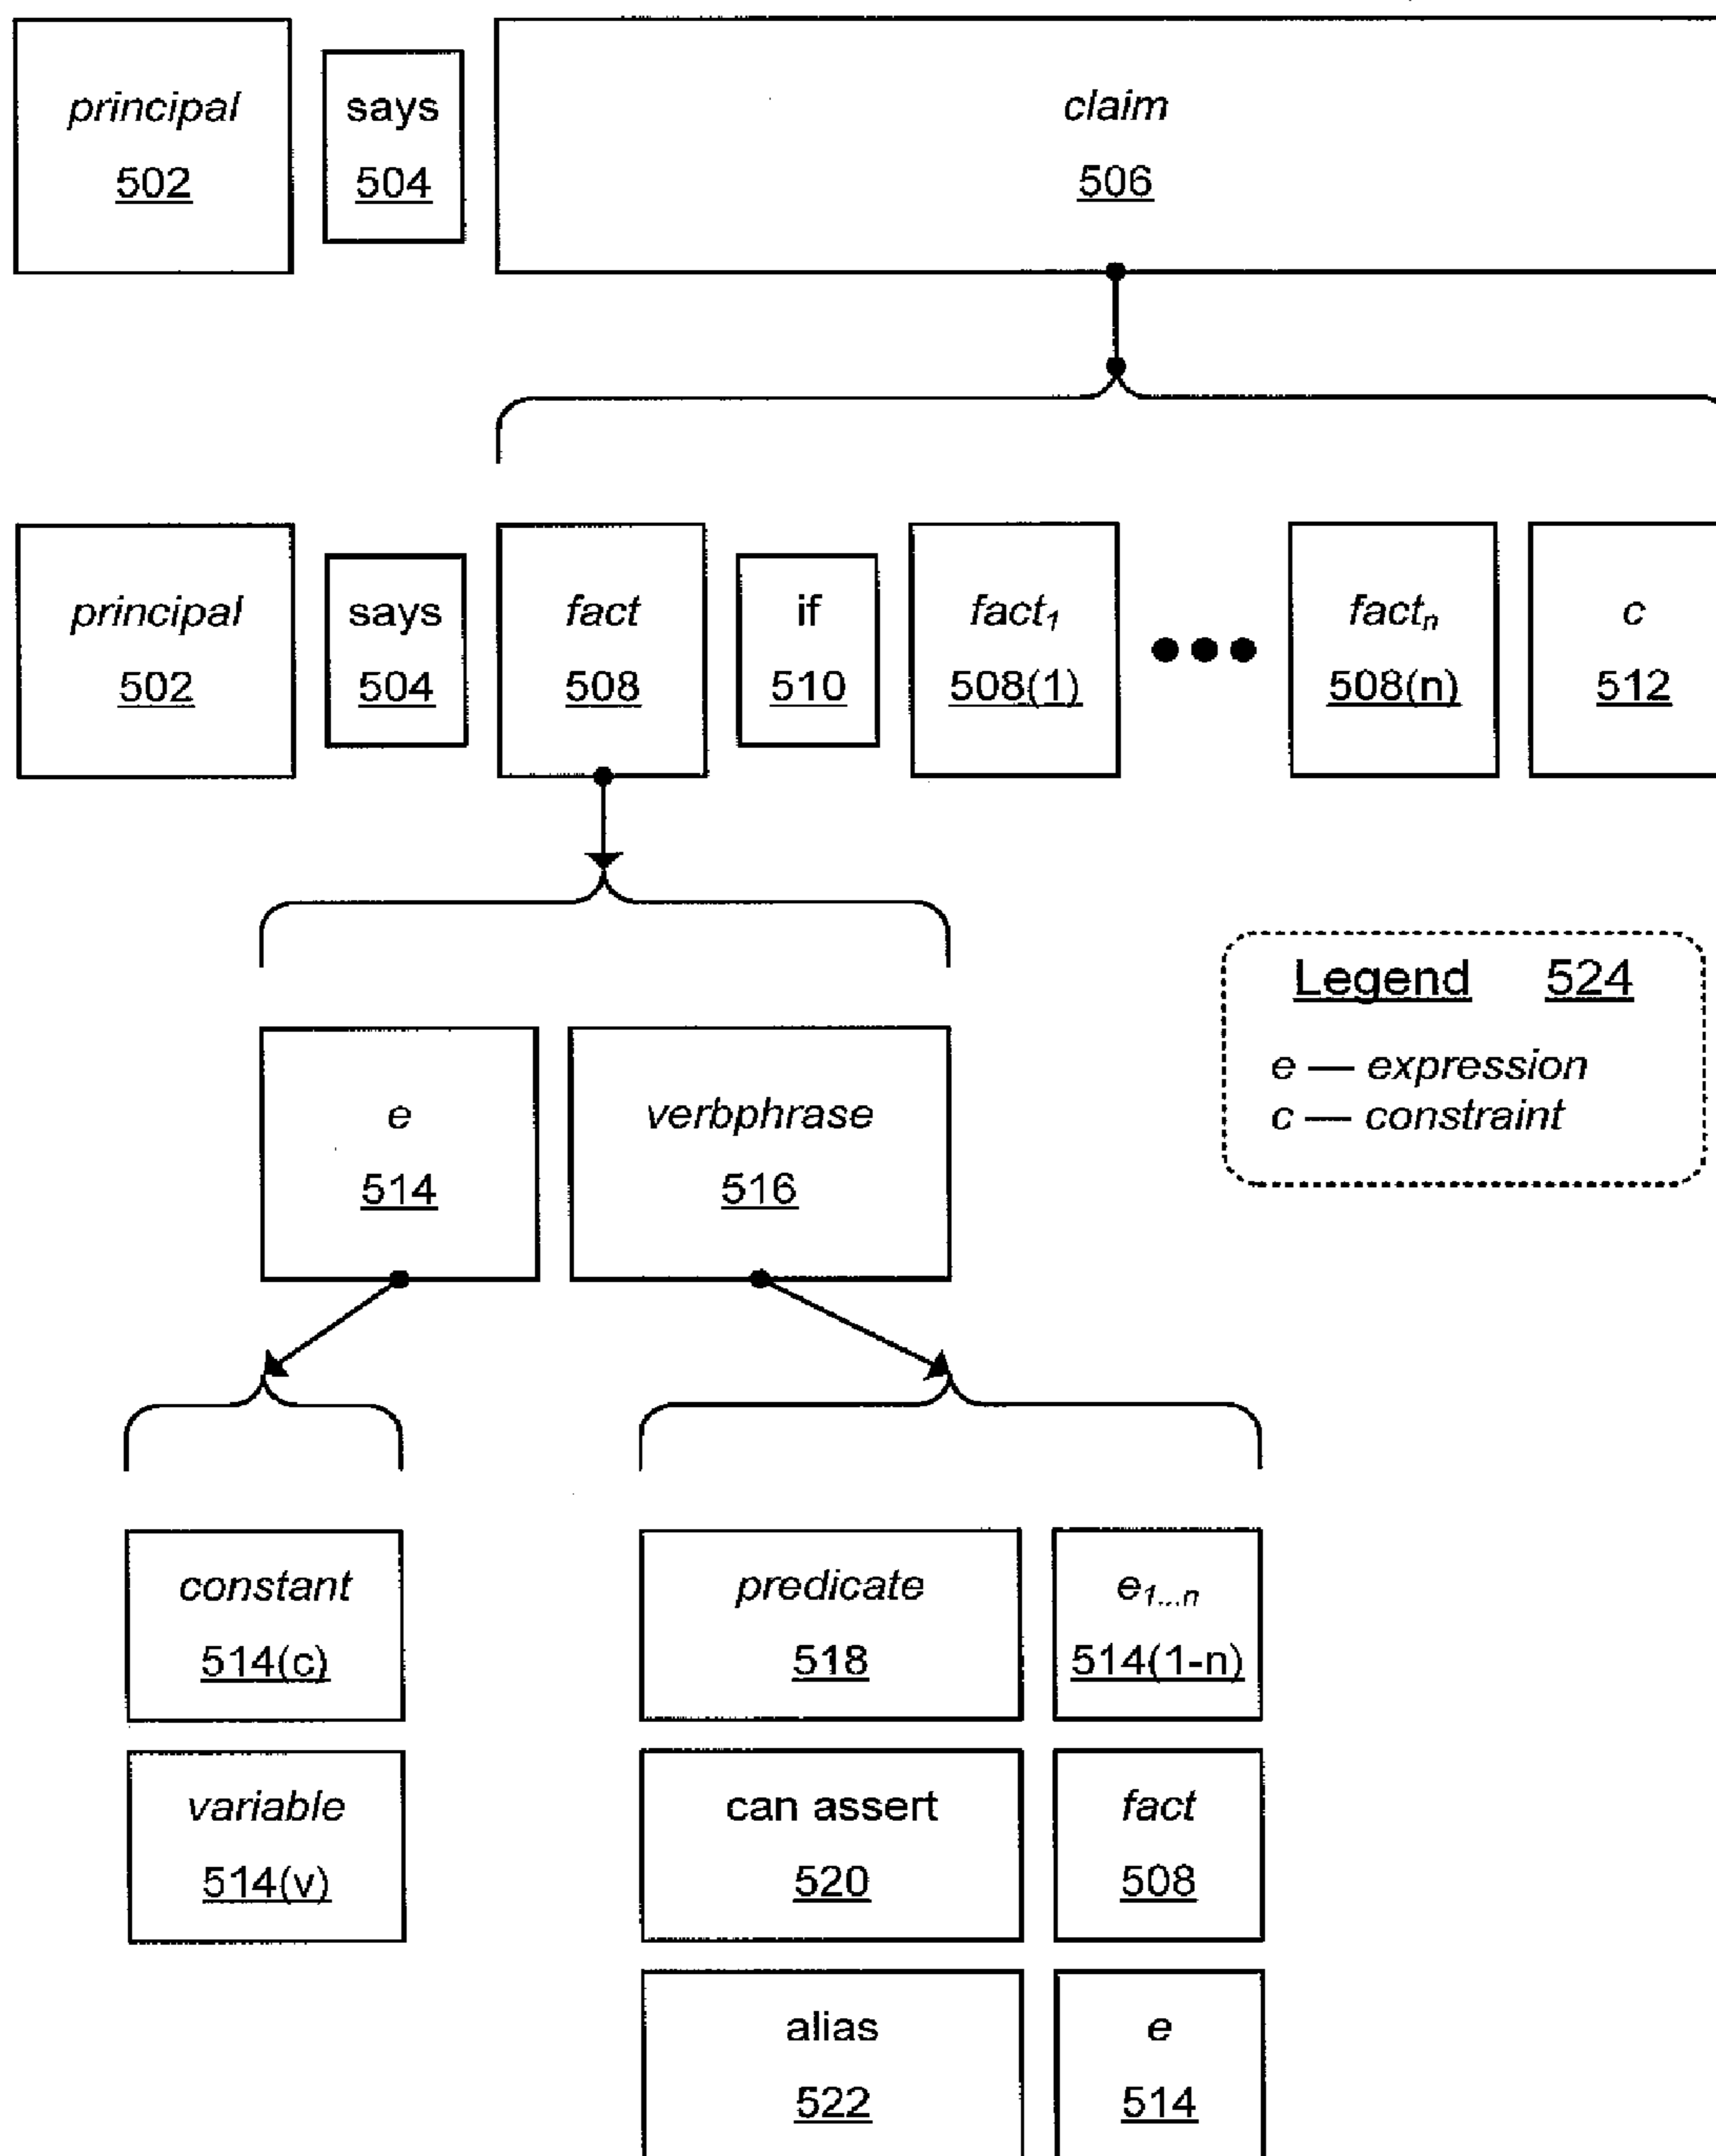 principal says claim
502 504 506
principal says fact if fact₁ ●●● factₙ c
502 504 508 510 508(1) 508(n) 512
Legend 524
e — expression
c — constraint
e verbphrase
514 516
constant predicate e₁...ₙ
514(c) 518 514(1-n)
variable can assert fact
514(v) 520 508
alias e
522 514